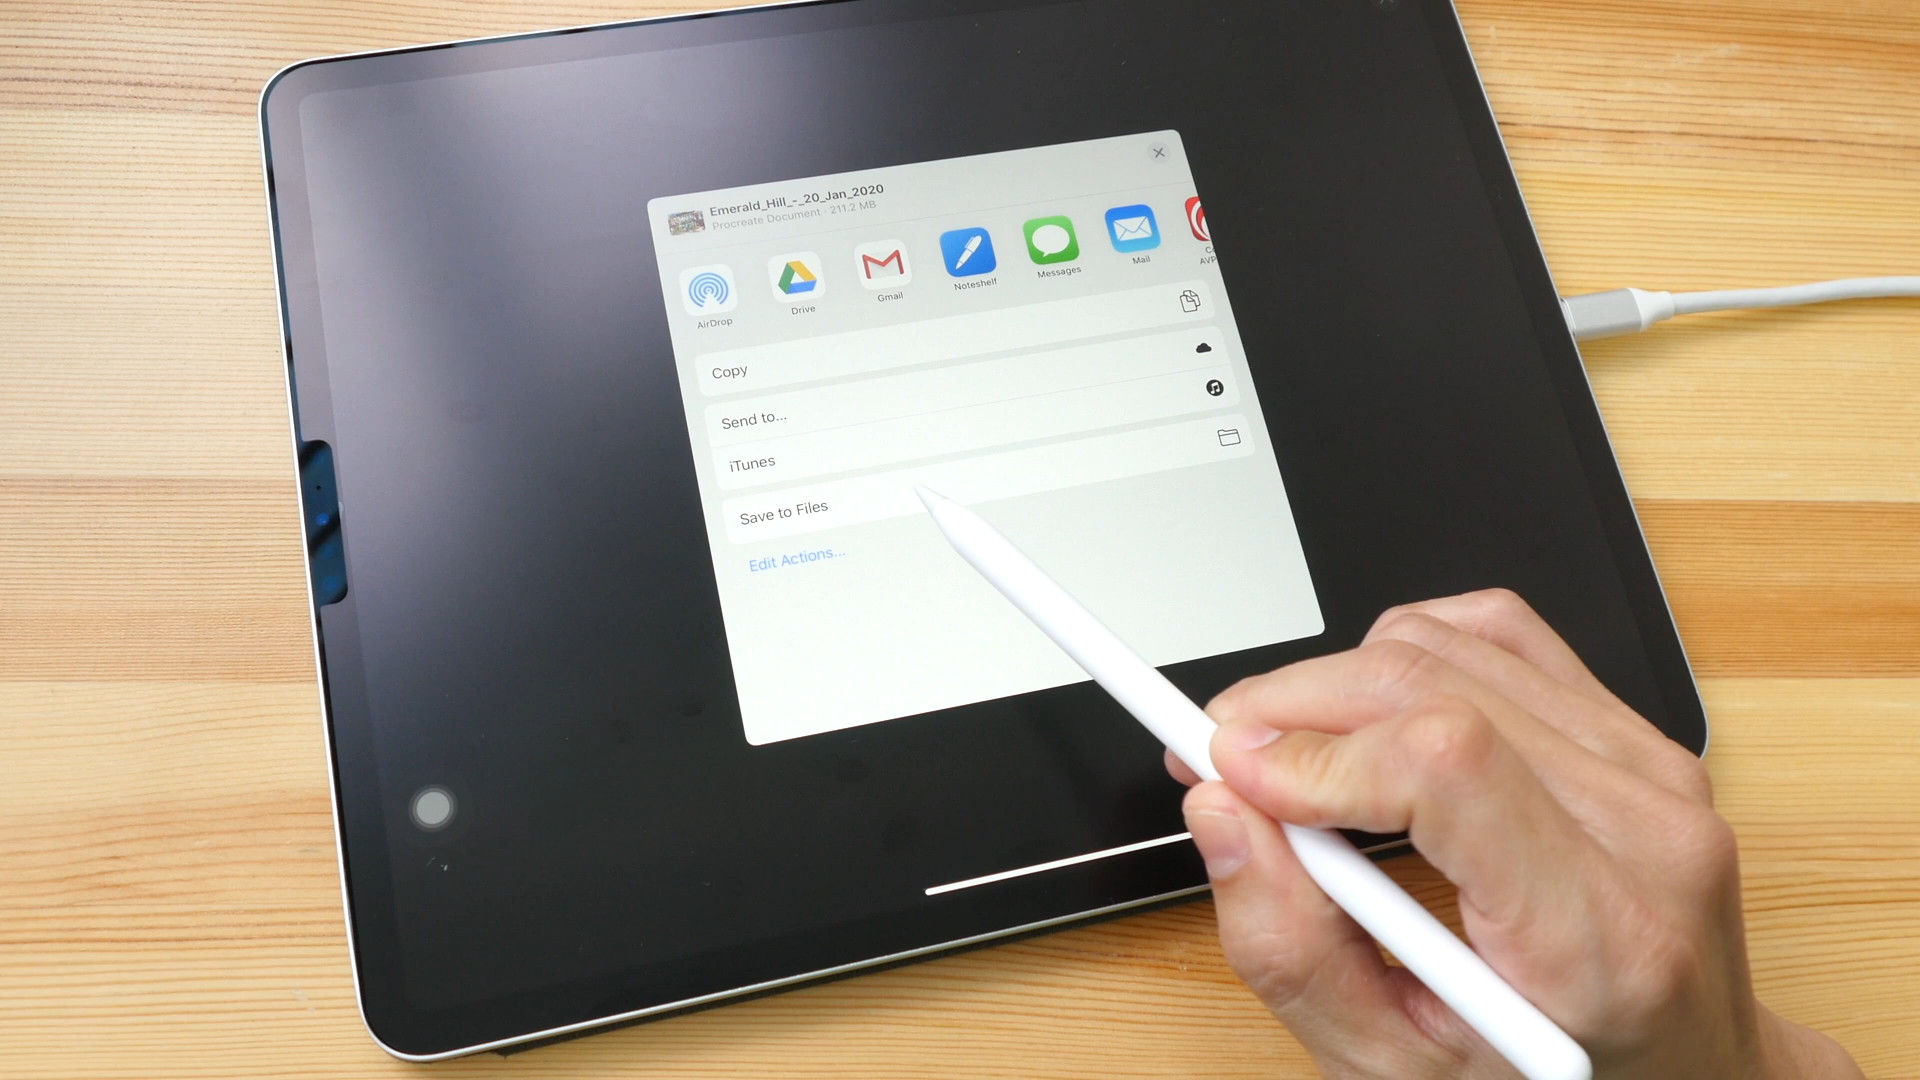 Emerald_Hill_-_20_Jan_2020
Procreate Document · 211.2 MB
AirDrop
Drive
Gmail
Noteshelf
Messages
Mail
AVP
Copy
Send to...
iTunes
Save to Files
Edit Actions...